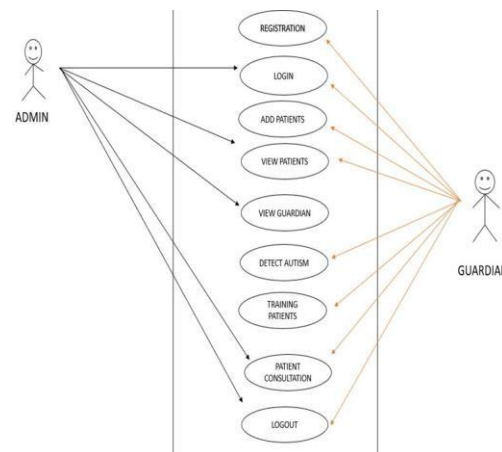 REGISTRATION
LOGIN
ADMIN
ADD PATIENTS
VIEW PATIENTS
VIEW GUARDIAN
DETECT AUTISM
GUARDIAN
TRAINING
PATIENTS
PATIENT
CONSULTATION
LOGOUT